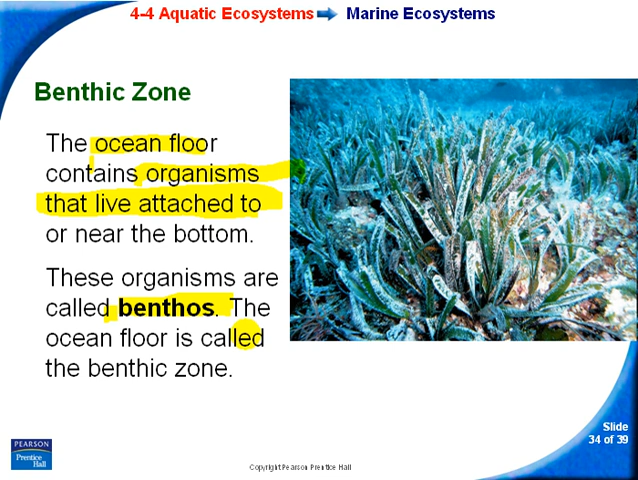 4-4 Aquatic Ecosystems Marine Ecosystems
Benthic Zone
The ocean floor
contains organisms
that live attached to
or near the bottom.
These organisms are
called benthos. The
ocean floor is called
the benthic zone.
Slide
34 of 39
PEARSON
Prentice
Hall
Copyright Pearson Prentice Hall